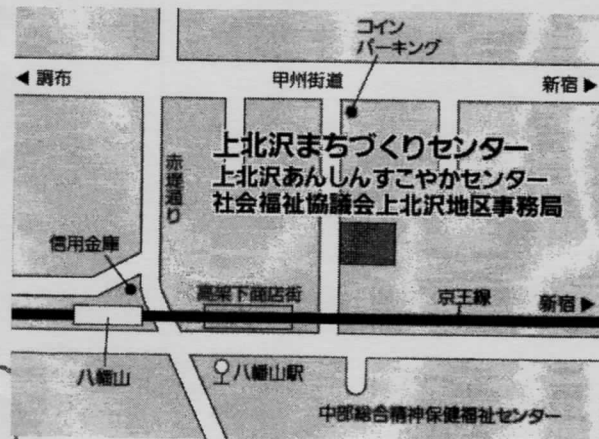 コイン
パーキング
◀ 調布
甲州街道
新宿 ▶
上北沢まちづくりセンター
上北沢あんしんすこやかセンター
社会福祉協議会上北沢地区事務局
赤堤通り
信用金庫
高架下商店街
京王線
新宿 ▶
八幡山
八幡山駅
中部総合精神保健福祉センター